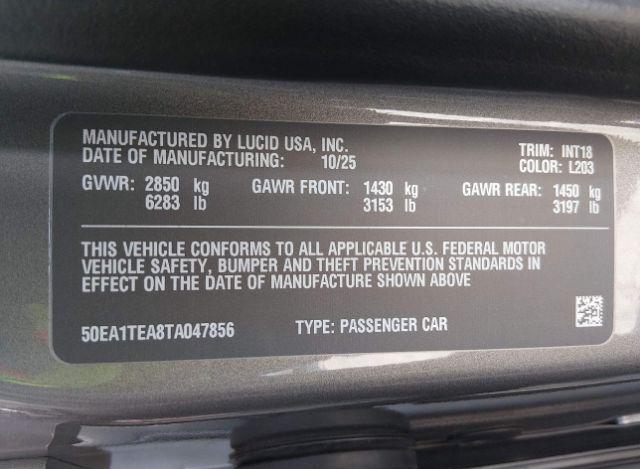 MANUFACTURED BY LUCID USA, INC.
DATE OF MANUFACTURING: 10/25
TRIM: INT18
COLOR: L203
GVWR: 2850 kg GAWR FRONT: 1430 kg GAWR REAR: 1450 kg
6283 lb 3153 lb 3197 lb
THIS VEHICLE CONFORMS TO ALL APPLICABLE U.S. FEDERAL MOTOR
VEHICLE SAFETY, BUMPER AND THEFT PREVENTION STANDARDS IN
EFFECT ON THE DATE OF MANUFACTURE SHOWN ABOVE
50EA1TEA8TA047856 TYPE: PASSENGER CAR